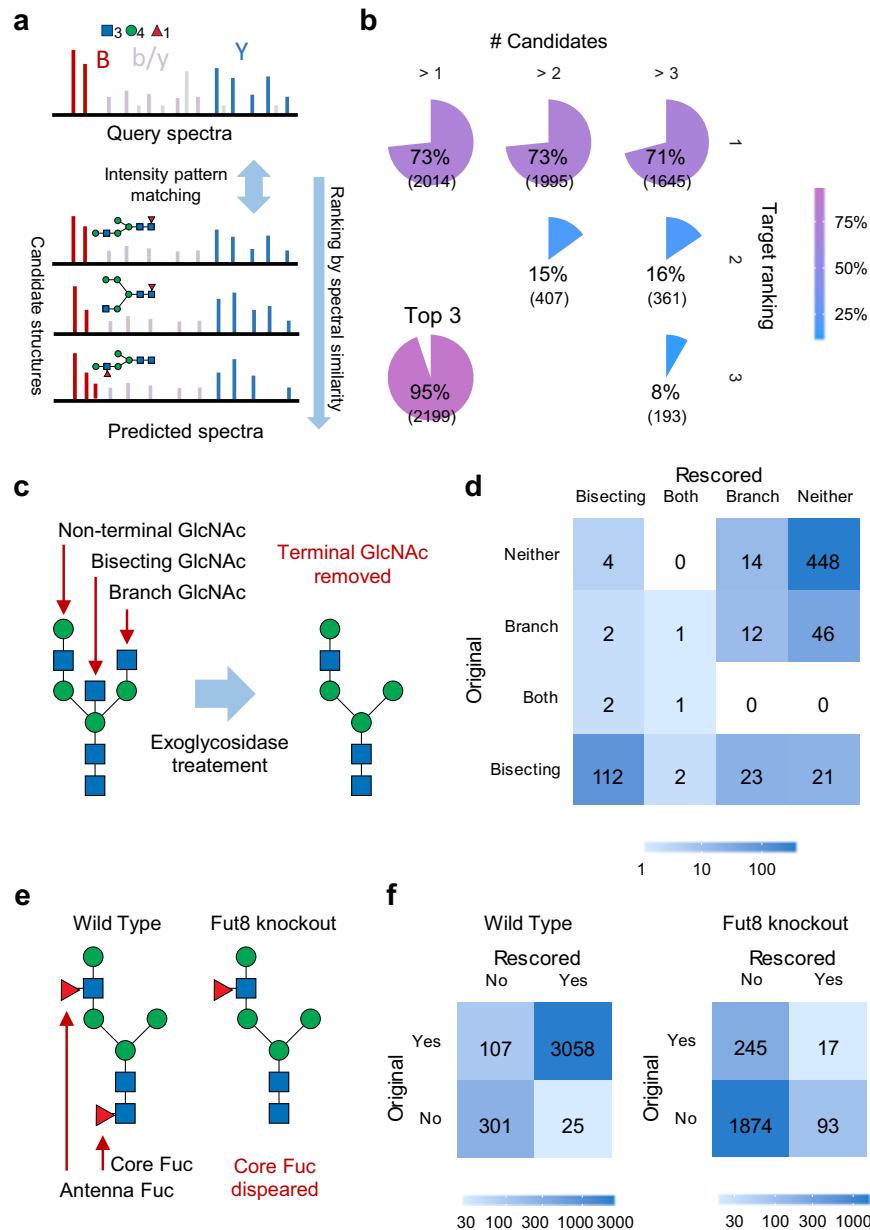 a
3 4 1
B b/y Y
Query spectra
Intensity pattern
matching
Ranking by spectral similarity
Candidate structures
Predicted spectra
b
# Candidates
> 1 > 2 > 3
73%
(2014)
73%
(1995)
71%
(1645)
1
15%
(407)
16%
(361)
2
Top 3
95%
(2199)
8%
(193)
3
Target ranking
75%
50%
25%
c
Non-terminal GlcNAc
Bisecting GlcNAc
Branch GlcNAc
Terminal GlcNAc
removed
Exoglycosidase
treatement
d
Rescored
Bisecting Both Branch Neither
Original
Neither 4 0 14 448
Branch 2 1 12 46
Both 2 1 0 0
Bisecting 112 2 23 21
1 10 100
e
Wild Type Fut8 knockout
Core Fuc
Antenna Fuc
Core Fuc
dispeared
f
Wild Type
Rescored
No Yes
Original
Yes 107 3058
No 301 25
30 100 300 1000 3000
Fut8 knockout
Rescored
No Yes
Original
Yes 245 17
No 1874 93
30 100 300 1000